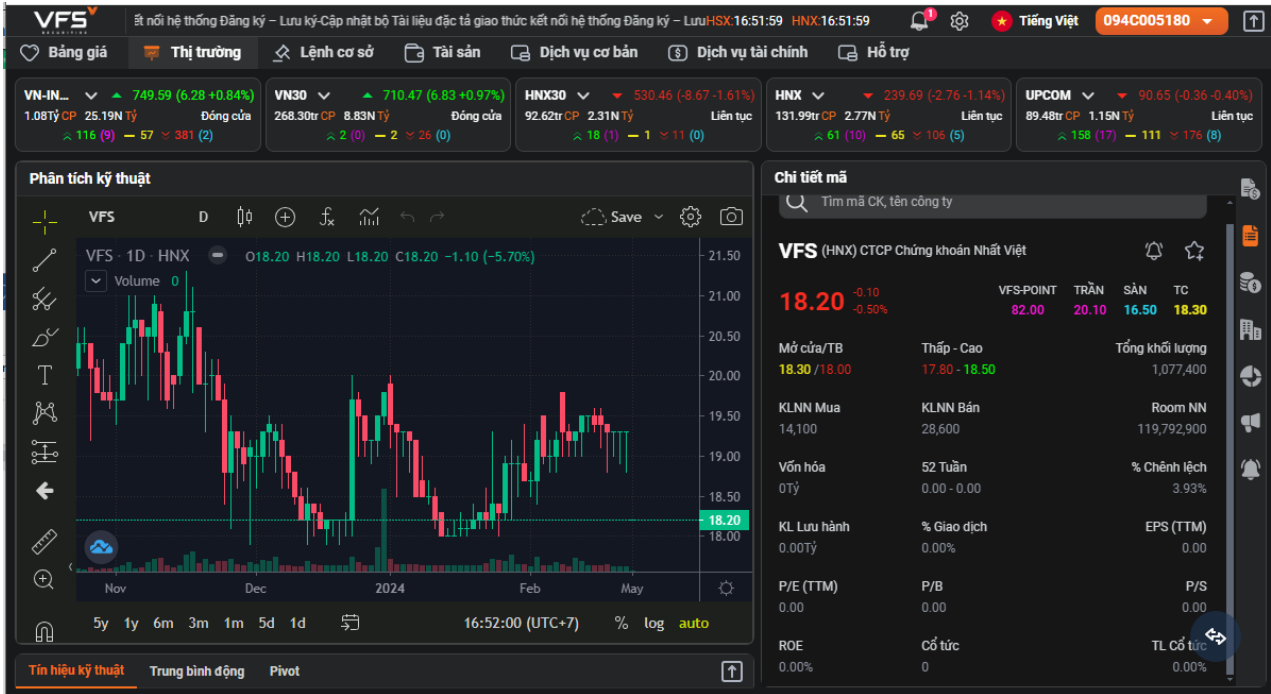 VFS
SECURITIES
ết nối hệ thống Đăng ký – Lưu ký-Cập nhật bộ Tài liệu đặc tả giao thức kết nối hệ thống Đăng ký – Lưu HSX:16:51:59 HNX:16:51:59 1 Tiếng Việt 094C005180
Bảng giá Thị trường Lệnh cơ sở Tài sản Dịch vụ cơ bản Dịch vụ tài chính Hỗ trợ
VN-IN... 749.59 (6.28 +0.84%)
1.08Tỷ CP 25.19N Tỷ Đóng cửa
116 (9) 57 381 (2)
VN30 710.47 (6.83 +0.97%)
268.30tr CP 8.83N Tỷ Đóng cửa
2 (0) 2 26 (0)
HNX30 530.46 (-8.67 -1.61%)
92.62tr CP 2.31N Tỷ Liên tục
18 (1) 1 11 (0)
HNX 239.69 (-2.76 -1.14%)
131.99tr CP 2.77N Tỷ Liên tục
61 (10) 65 106 (5)
UPCOM 90.65 (-0.36 -0.40%)
89.48tr CP 1.15N Tỷ Liên tục
158 (17) 111 176 (8)
Phân tích kỹ thuật
VFS D Save
VFS · 1D · HNX O18.20 H18.20 L18.20 C18.20 −1.10 (−5.70%)
Volume 0
21.50
21.00
20.50
20.00
19.50
19.00
18.50
18.20
18.00
Nov Dec 2024 Feb May
5y 1y 6m 3m 1m 5d 1d 16:52:00 (UTC+7) % log auto
Tín hiệu kỹ thuật Trung bình động Pivot
Chi tiết mã
Tìm mã CK, tên công ty
VFS (HNX) CTCP Chứng khoán Nhất Việt
18.20 -0.10
-0.50%
VFS-POINT TRẦN SÀN TC
82.00 20.10 16.50 18.30
Mở cửa/TB Thấp - Cao Tổng khối lượng
18.30 /18.00 17.80 - 18.50 1,077,400
KLNN Mua KLNN Bán Room NN
14,100 28,600 119,792,900
Vốn hóa 52 Tuần % Chênh lệch
0Tỷ 0.00 - 0.00 3.93%
KL Lưu hành % Giao dịch EPS (TTM)
0.00Tỷ 0.00% 0.00
P/E (TTM) P/B P/S
0.00 0.00 0.00
ROE Cổ tức TL Cổ tức
0.00% 0 0.00%